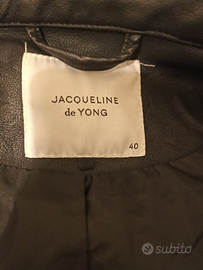 JACQUELINE
de YONG
40
subito